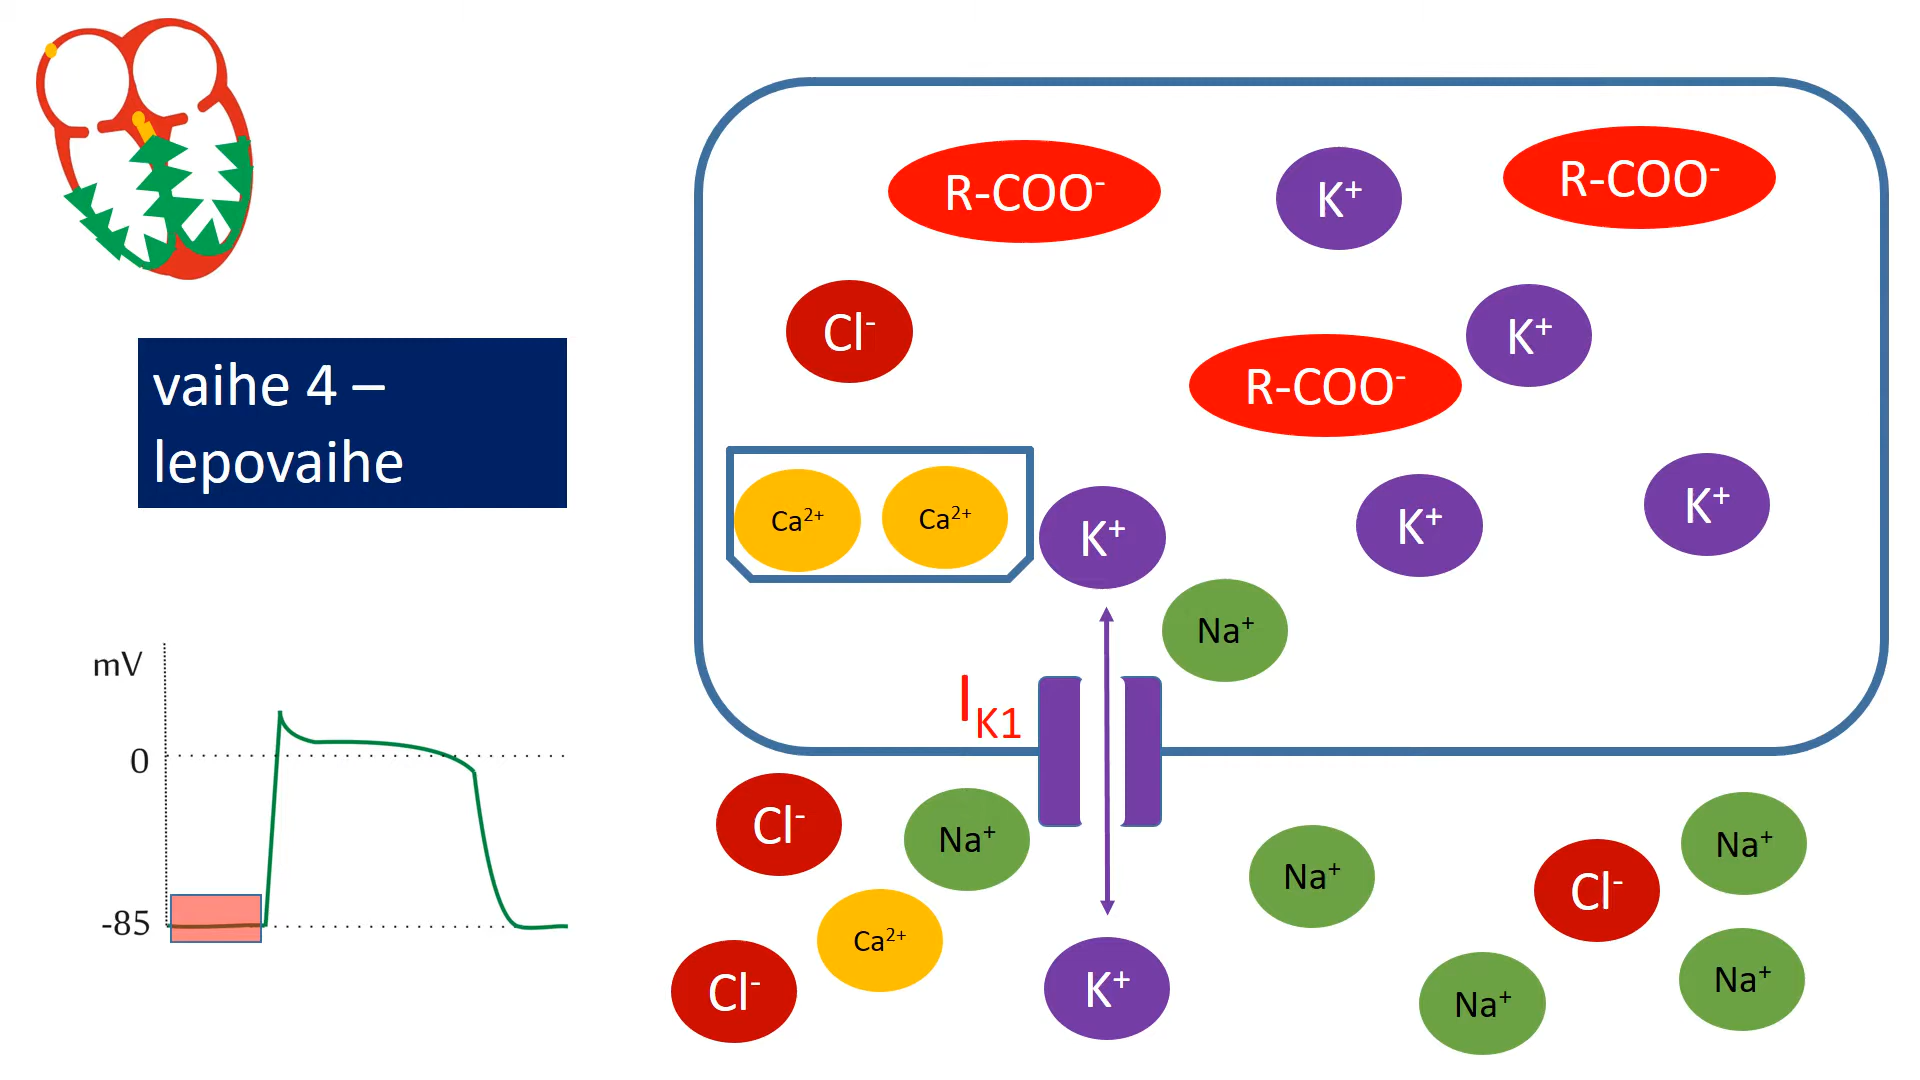 vaihe 4 –
lepovaihe
mV
0
-85
R-COO⁻
K⁺
R-COO⁻
Cl⁻
K⁺
R-COO⁻
Ca²⁺
Ca²⁺
K⁺
K⁺
K⁺
Na⁺
I_K1
Cl⁻
Na⁺
Na⁺
Cl⁻
Na⁺
Ca²⁺
Cl⁻
K⁺
Na⁺
Na⁺